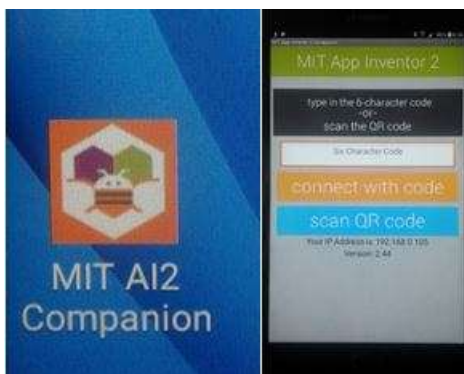 MIT AI2
Companion
MIT App Inventor 2
type in the 6-character code
-or-
scan the QR code
Six Character Code
connect with code
scan QR code
Your IP Address is: 192.168.0.105
Version: 2.44